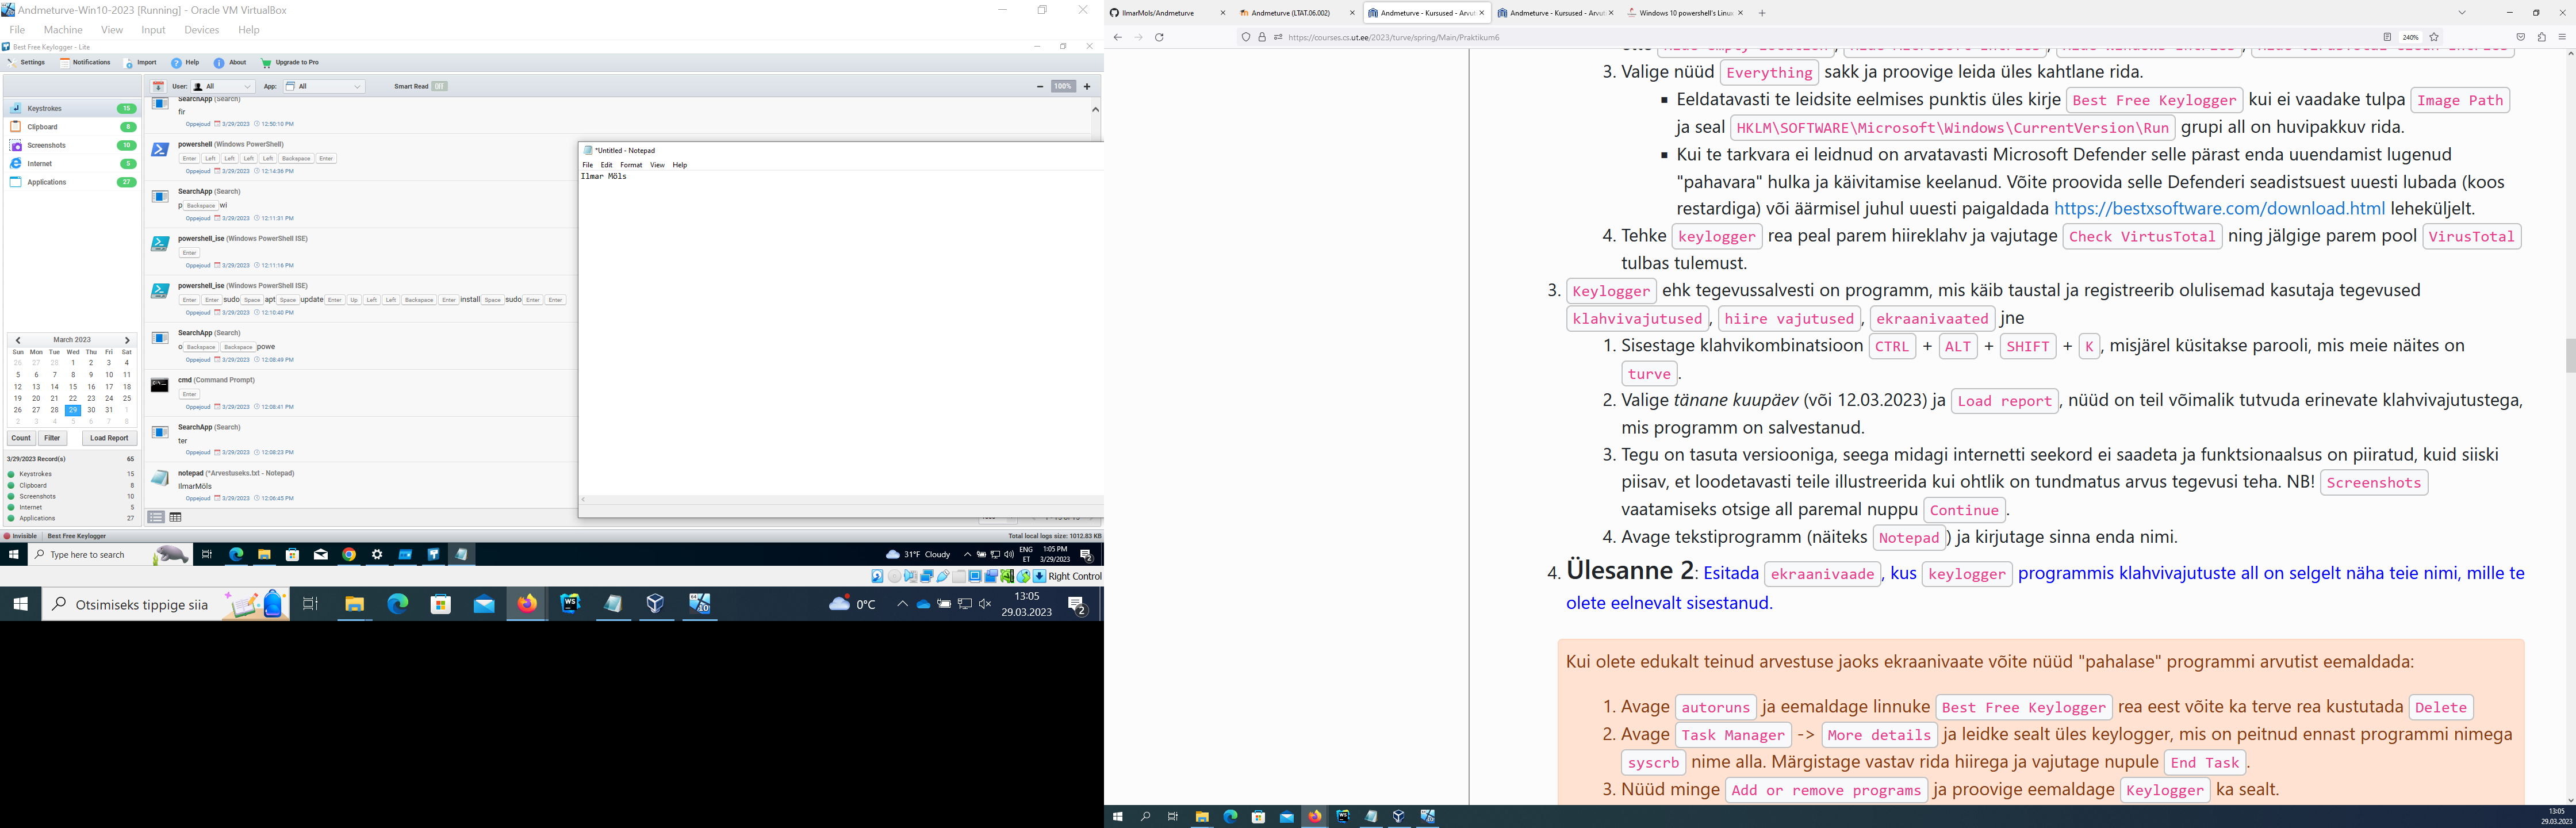 Andmeturve-Win10-2023 [Running] - Oracle VM VirtualBox
File Machine View Input Devices Help
Best Free Keylogger - Lite
Settings Notifications Import Help About Upgrade to Pro
User: All App: All Smart Read OFF 100%
Keystrokes 15
Clipboard 8
Screenshots 10
Internet 5
Applications 27
March 2023
Sun Mon Tue Wed Thu Fri Sat
26 27 28 1 2 3 4
5 6 7 8 9 10 11
12 13 14 15 16 17 18
19 20 21 22 23 24 25
26 27 28 29 30 31 1
2 3 4 5 6 7 8
Count Filter Load Report
3/29/2023 Record(s) 65
Keystrokes 15
Clipboard 8
Screenshots 10
Internet 5
Applications 27
SearchApp (Search)
fir
Oppejoud 3/29/2023 12:50:10 PM
powershell (Windows PowerShell)
Enter Left Left Left Left Backspace Enter
Oppejoud 3/29/2023 12:14:36 PM
SearchApp (Search)
p Backspace wi
Oppejoud 3/29/2023 12:11:31 PM
powershell_ise (Windows PowerShell ISE)
Enter
Oppejoud 3/29/2023 12:11:16 PM
powershell_ise (Windows PowerShell ISE)
Enter Enter sudo Space apt Space update Enter Up Left Left Backspace Enter install Space sudo Enter Enter
Oppejoud 3/29/2023 12:10:40 PM
SearchApp (Search)
o Backspace Backspace powe
Oppejoud 3/29/2023 12:08:49 PM
cmd (Command Prompt)
Enter
Oppejoud 3/29/2023 12:08:41 PM
SearchApp (Search)
ter
Oppejoud 3/29/2023 12:08:23 PM
notepad (*Arvestuseks.txt - Notepad)
IlmarMöls
Oppejoud 3/29/2023 12:06:45 PM
*Untitled - Notepad
File Edit Format View Help
Ilmar Möls
Invisible Best Free Keylogger Total local logs size: 1012.83 KB
Type here to search 31°F Cloudy ENG ET 1:05 PM 3/29/2023 2
Right Control
Otsimiseks tippige siia 0°C 13:05 29.03.2023 2
IlmarMols/Andmeturve Andmeturve (LTAT.06.002) Andmeturve - Kursused - Arvut Andmeturve - Kursused - Arvut Windows 10 powershell's Linux
https://courses.cs.ut.ee/2023/turve/spring/Main/Praktikum6 240%
3. Valige nüüd Everything sakk ja proovige leida üles kahtlane rida.
Eeldatavasti te leidsite eelmises punktis üles kirje Best Free Keylogger kui ei vaadake tulpa Image Path
ja seal HKLM\SOFTWARE\Microsoft\Windows\CurrentVersion\Run grupi all on huvipakkuv rida.
Kui te tarkvara ei leidnud on arvatavasti Microsoft Defender selle pärast enda uuendamist lugenud
"pahavara" hulka ja käivitamise keelanud. Võite proovida selle Defenderi seadistsuest uuesti lubada (koos
restardiga) või äärmisel juhul uuesti paigaldada https://bestxsoftware.com/download.html leheküljelt.
4. Tehke keylogger rea peal parem hiireklahv ja vajutage Check VirtusTotal ning jälgige parem pool VirusTotal
tulbas tulemust.
3. Keylogger ehk tegevussalvesti on programm, mis käib taustal ja registreerib olulisemad kasutaja tegevused
klahvivajutused, hiire vajutused, ekraanivaated jne
1. Sisestage klahvikombinatsioon CTRL + ALT + SHIFT + K, misjärel küsitakse parooli, mis meie näites on
turve.
2. Valige tänane kuupäev (või 12.03.2023) ja Load report, nüüd on teil võimalik tutvuda erinevate klahvivajutustega,
mis programm on salvestanud.
3. Tegu on tasuta versiooniga, seega midagi internetti seekord ei saadeta ja funktsionaalsus on piiratud, kuid siiski
piisav, et loodetavasti teile illustreerida kui ohtlik on tundmatus arvus tegevusi teha. NB! Screenshots
vaatamiseks otsige all paremal nuppu Continue.
4. Avage tekstiprogramm (näiteks Notepad) ja kirjutage sinna enda nimi.
4. Ülesanne 2: Esitada ekraanivaade, kus keylogger programmis klahvivajutuste all on selgelt näha teie nimi, mille te
olete eelnevalt sisestanud.
Kui olete edukalt teinud arvestuse jaoks ekraanivaate võite nüüd "pahalase" programmi arvutist eemaldada:
1. Avage autoruns ja eemaldage linnuke Best Free Keylogger rea eest võite ka terve rea kustutada Delete
2. Avage Task Manager -> More details ja leidke sealt üles keylogger, mis on peitnud ennast programmi nimega
syscrb nime alla. Märgistage vastav rida hiirega ja vajutage nupule End Task.
3. Nüüd minge Add or remove programs ja proovige eemaldage Keylogger ka sealt.
13:05
29.03.2023